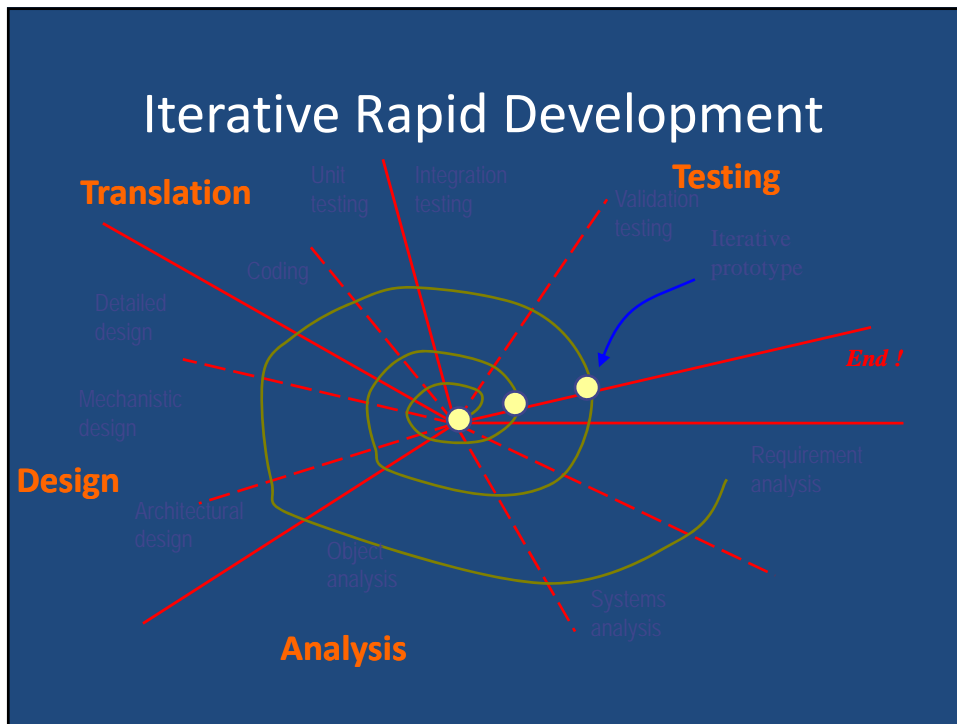 Iterative Rapid Development
Translation
Unit
testing
Integration
testing
Testing
Validation
testing
Iterative
prototype
Coding
Detailed
design
End !
Mechanistic
design
Requirement
analysis
Design
Architectural
design
Object
analysis
Systems
analysis
Analysis